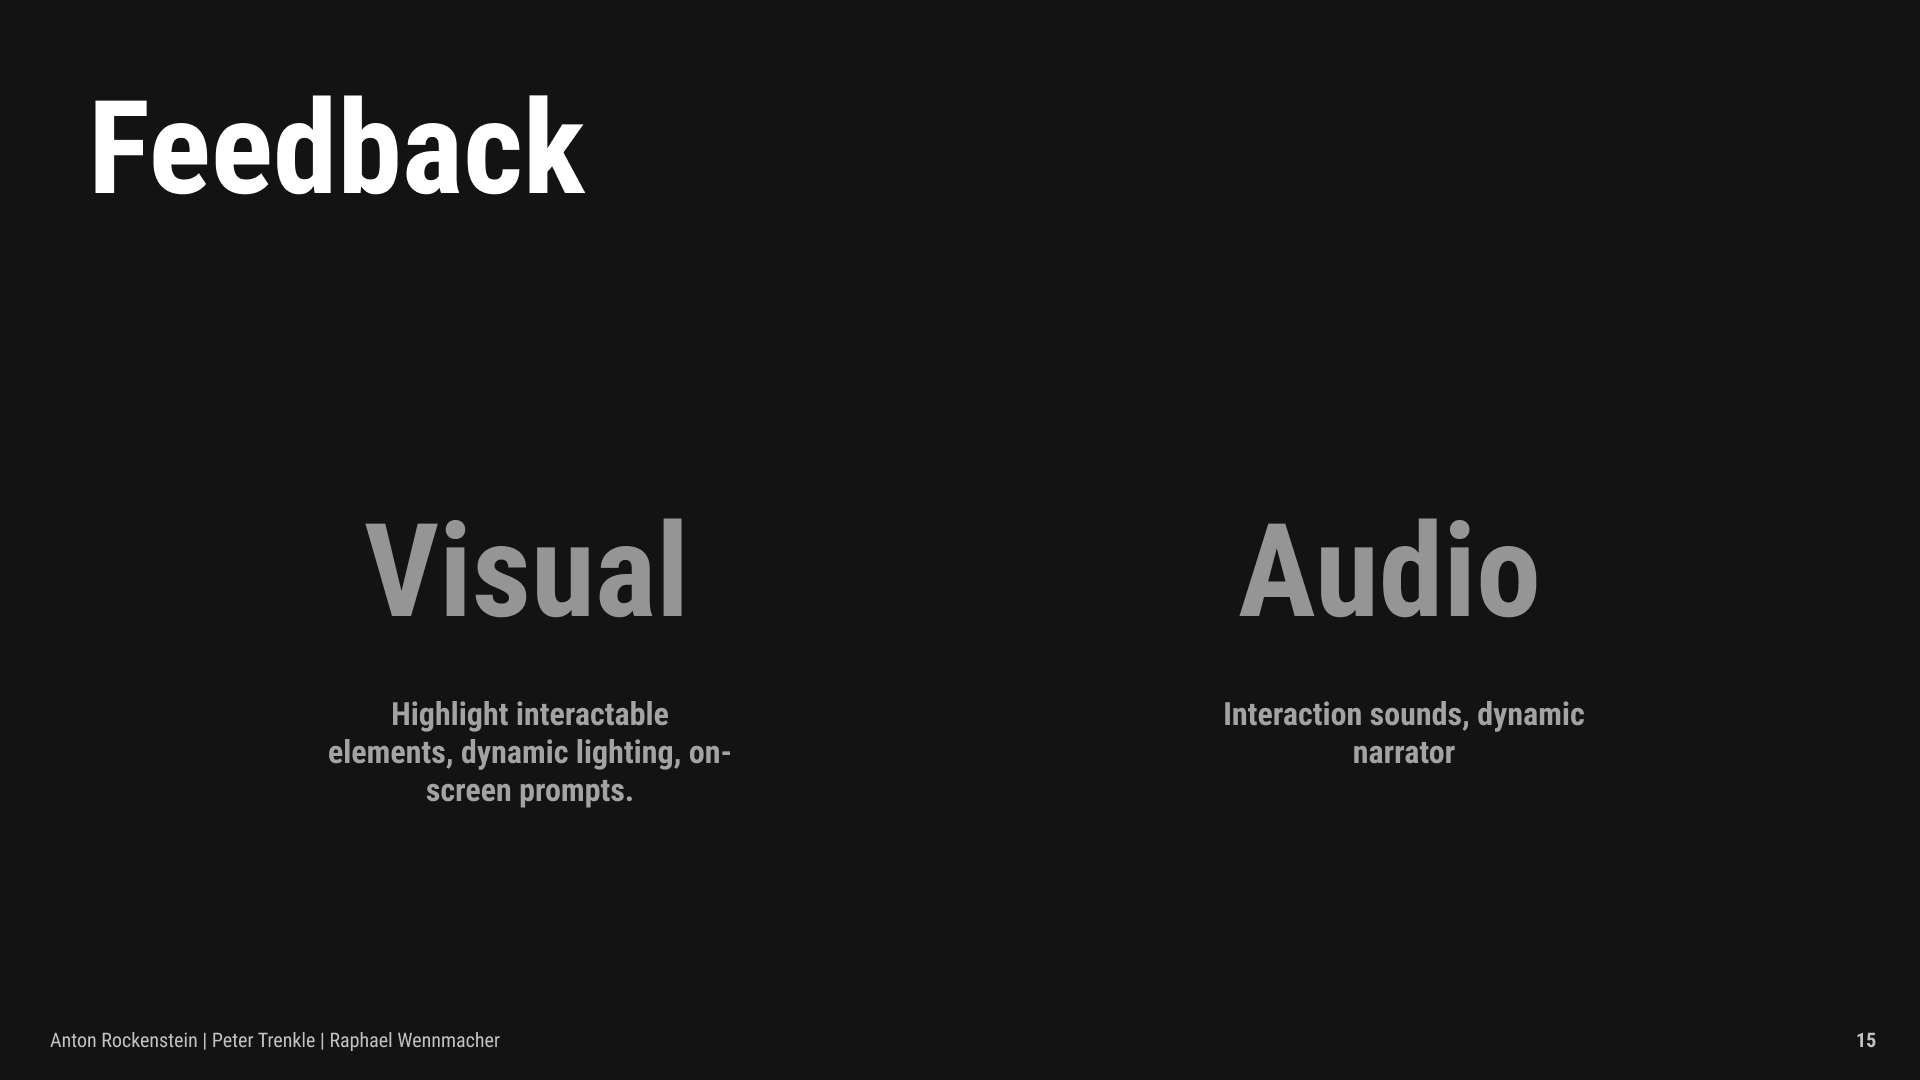 Feedback
Visual
Highlight interactable
elements, dynamic lighting, on-
screen prompts.
Audio
Interaction sounds, dynamic
narrator
Anton Rockenstein | Peter Trenkle | Raphael Wennmacher
15